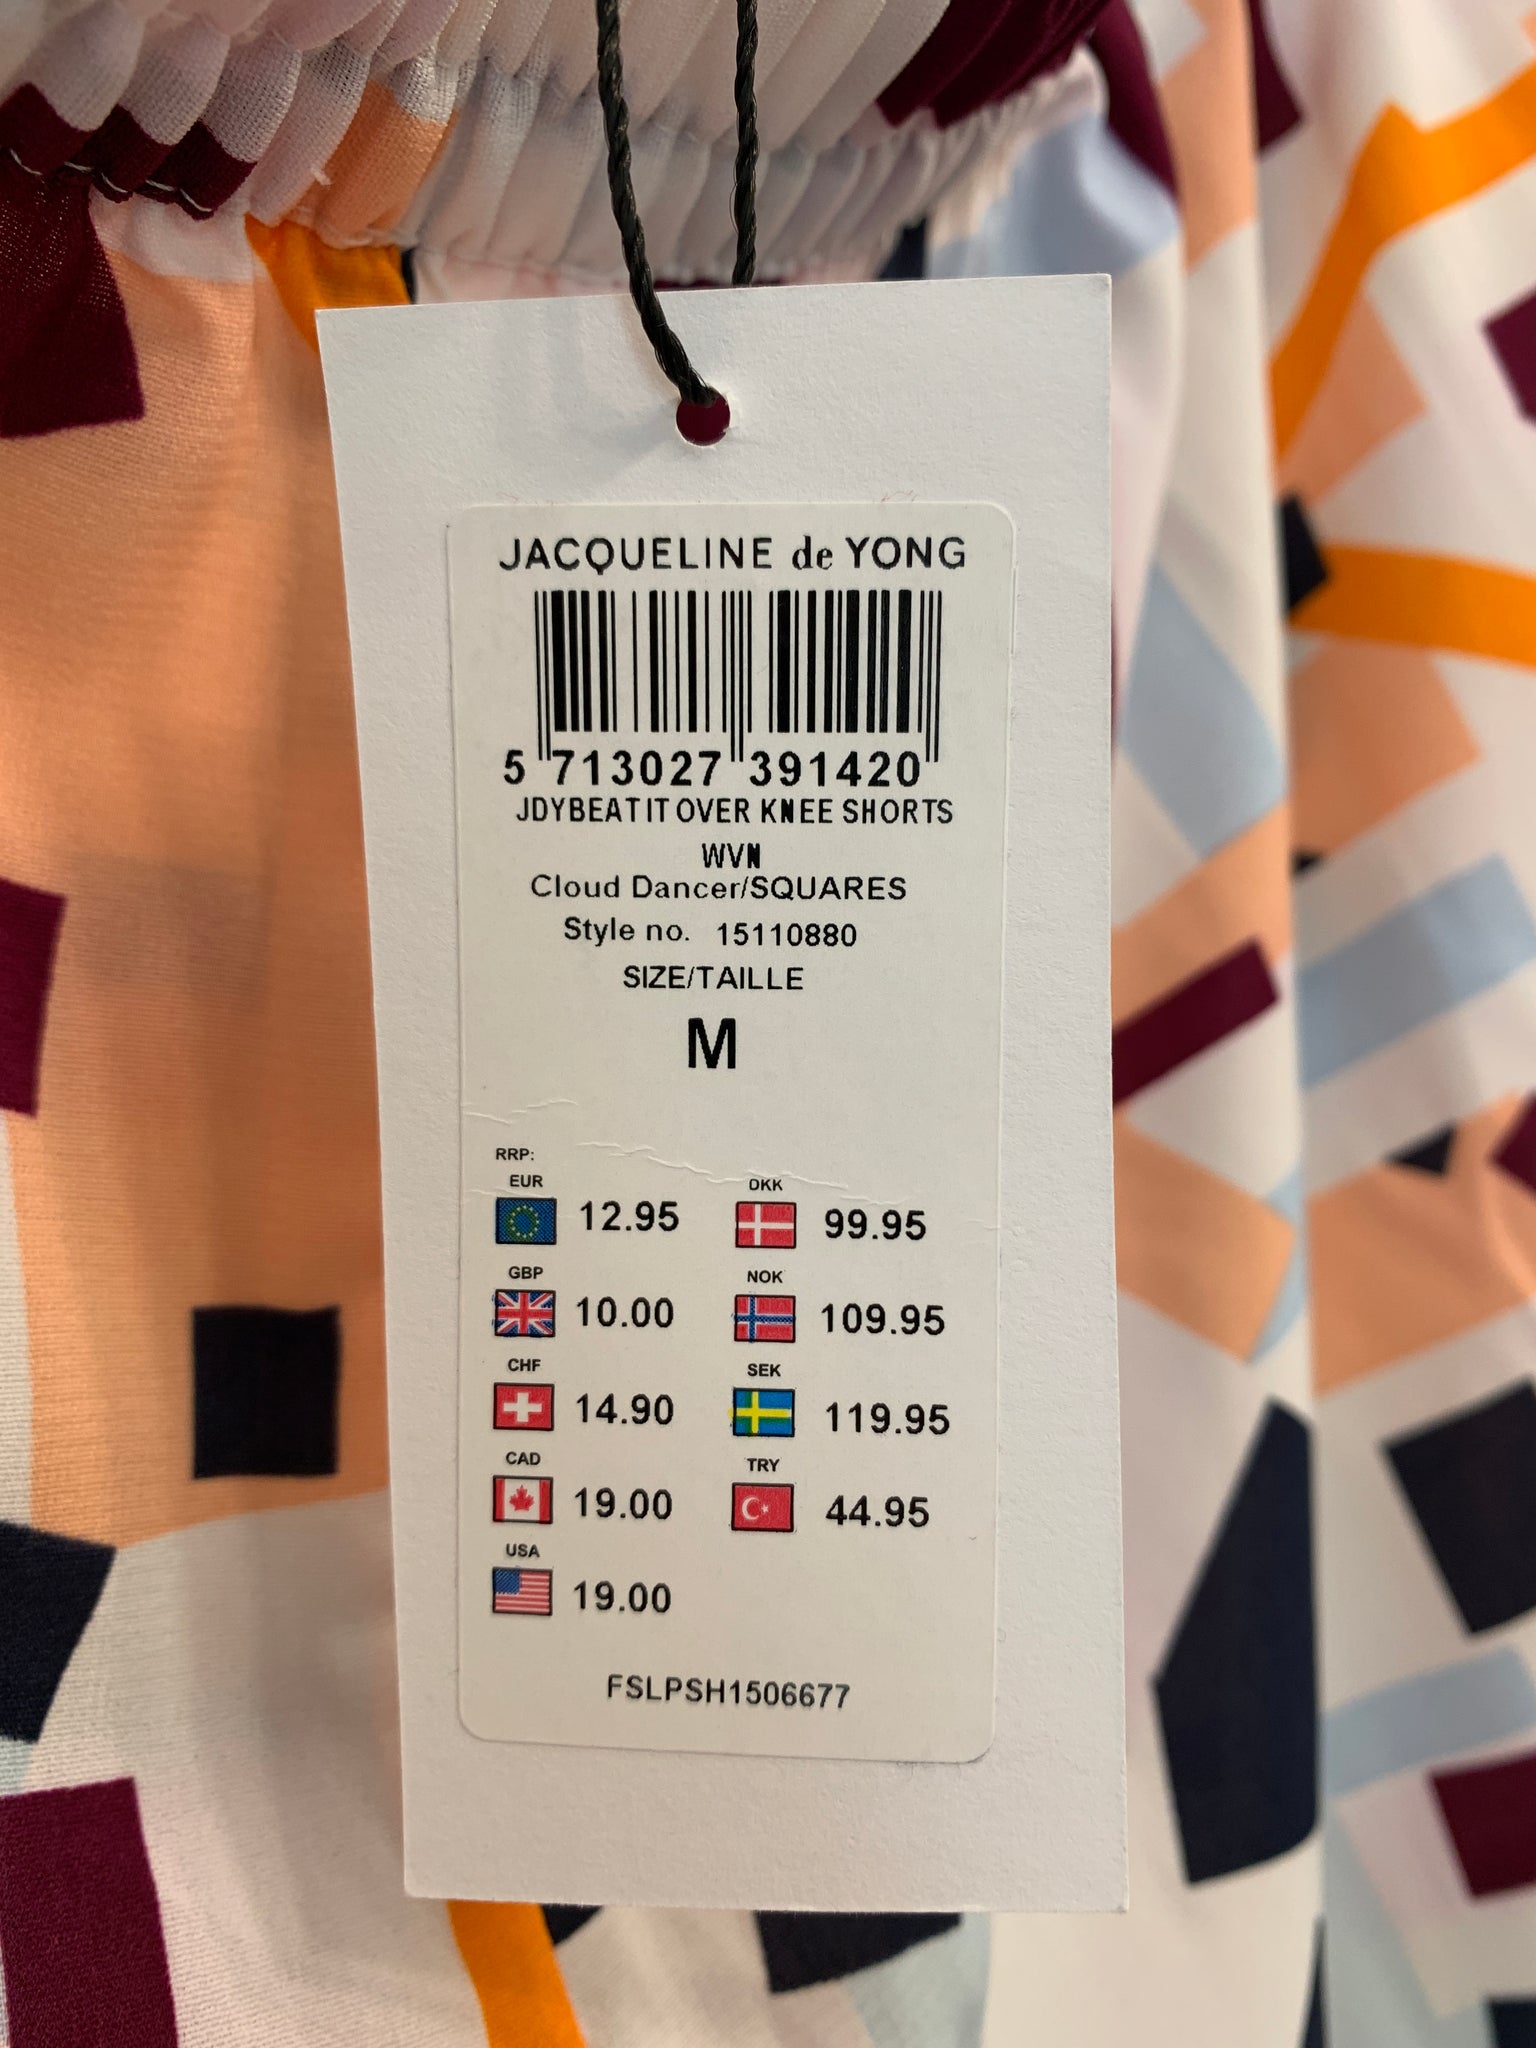 JACQUELINE de YONG
5 713027 391420
JDYBEAT IT OVER KNEE SHORTS
WVN
Cloud Dancer/SQUARES
Style no. 15110880
SIZE/TAILLE
M
RRP:
EUR DKK
12.95 99.95
GBP NOK
10.00 109.95
CHF SEK
14.90 119.95
CAD TRY
19.00 44.95
USA
19.00
FSLPSH1506677